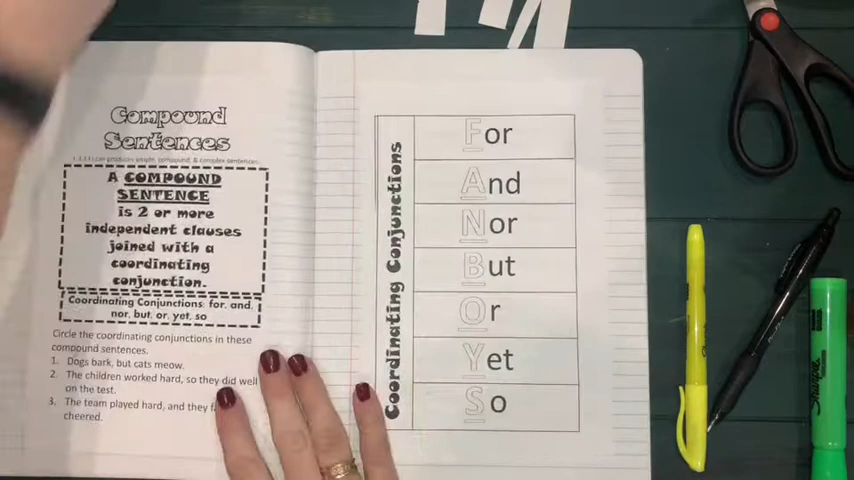 Compound
Sentences
A COMPOUND
SENTENCE
is 2 or more
independent clauses
joined with a
coordinating
conjunction.
Coordinating Conjunctions: for, and,
nor, but, or, yet, so
Circle the coordinating conjunctions in these
compound sentences.
1. Dogs bark, but cats meow.
2. The children worked hard, so they did well
on the test.
3. The team played hard, and they
cheered.
Coordinating Conjunctions
For
And
Nor
But
Or
Yet
So
Sharpie